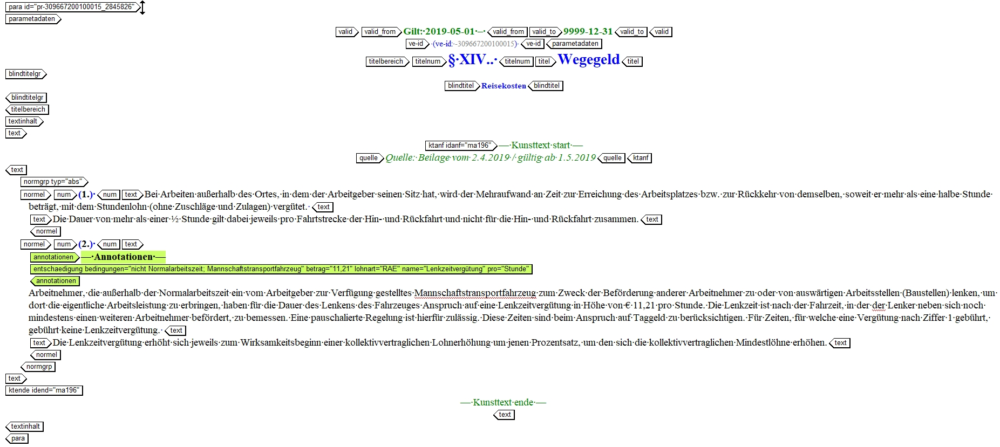 para id="pr-309667200100015_2845826"
parametadaten
valid valid_from Gilt:·2019-05-01·–· valid_from valid_to 9999-12-31 valid_to valid
ve-id ·(ve-id:·-309667200100015)· ve-id parametadaten
titelbereich titelnum §·XIV..· titelnum titel Wegegeld titel
blindtitelgr
blindtitel Reisekosten blindtitel
blindtitelgr
titelbereich
textinhalt
text
ktanf idanf="ma196" —·Kunsttext·start·—
quelle Quelle:·Beilage·vom·2.4.2019·/·gültig·ab·1.5.2019 quelle ktanf
text
normgrp typ="abs"
normel num (1.)· num text Bei·Arbeiten·außerhalb·des·Ortes,·in·dem·der·Arbeitgeber·seinen·Sitz·hat,·wird·der·Mehraufwand·an·Zeit·zur·Erreichung·des·Arbeitsplatzes·bzw.·zur·Rückkehr·von·demselben,·soweit·er·mehr·als·eine·halbe·Stunde·
beträgt,·mit·dem·Stundenlohn·(ohne·Zuschläge·und·Zulagen)·vergütet.· text
text Die·Dauer·von·mehr·als·einer·½·Stunde·gilt·dabei·jeweils·pro·Fahrtstrecke·der·Hin-·und·Rückfahrt·und·nicht·für·die·Hin-·und·Rückfahrt·zusammen. text
normel
normel num (2.)· num text
annotationen —·Annotationen·—
entschaedigung bedingungen="nicht Normalarbeitszeit; Mannschaftstransportfahrzeug" betrag="11,21" lohnart="RAE" name="Lenkzeitvergütung" pro="Stunde"
annotationen
Arbeitnehmer,·die·außerhalb·der·Normalarbeitszeit·ein·vom·Arbeitgeber·zur·Verfügung·gestelltes·Mannschaftstransportfahrzeug·zum·Zweck·der·Beförderung·anderer·Arbeitnehmer·zu·oder·von·auswärtigen·Arbeitsstellen·(Baustellen)·lenken,·um·
dort·die·eigentliche·Arbeitsleistung·zu·erbringen,·haben·für·die·Dauer·des·Lenkens·des·Fahrzeuges·Anspruch·auf·eine·Lenkzeitvergütung·in·Höhe·von·€·11,21·pro·Stunde.·Die·Lenkzeit·ist·nach·der·Fahrzeit,·in·der·der·Lenker·neben·sich·noch·
mindestens·einen·weiteren·Arbeitnehmer·befördert,·zu·bemessen.·Eine·pauschalierte·Regelung·ist·hierfür·zulässig.·Diese·Zeiten·sind·beim·Anspruch·auf·Taggeld·zu·berücksichtigen.·Für·Zeiten,·für·welche·eine·Vergütung·nach·Ziffer·1·gebührt,·
gebührt·keine·Lenkzeitvergütung.· text
text Die·Lenkzeitvergütung·erhöht·sich·jeweils·zum·Wirksamkeitsbeginn·einer·kollektivvertraglichen·Lohnerhöhung·um·jenen·Prozentsatz,·um·den·sich·die·kollektivvertraglichen·Mindestlöhne·erhöhen. text
normel
normgrp
text
ktende idend="ma196"
—·Kunsttext·ende·—
text
textinhalt
para